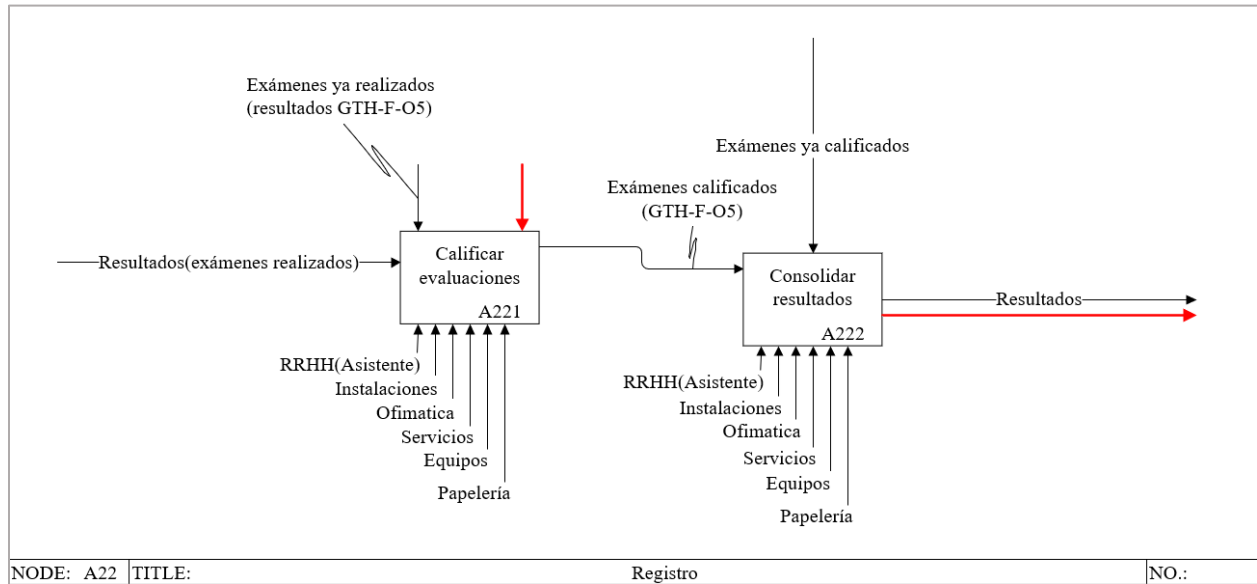 Exámenes ya realizados
(resultados GTH-F-O5)
Exámenes ya calificados
Exámenes calificados
(GTH-F-O5)
Resultados(exámenes realizados)
Calificar
evaluaciones
A221
Consolidar
resultados
A222
Resultados
RRHH(Asistente)
Instalaciones
Ofimatica
Servicios
Equipos
Papelería
RRHH(Asistente)
Instalaciones
Ofimatica
Servicios
Equipos
Papelería
NODE: A22 TITLE: Registro NO.: